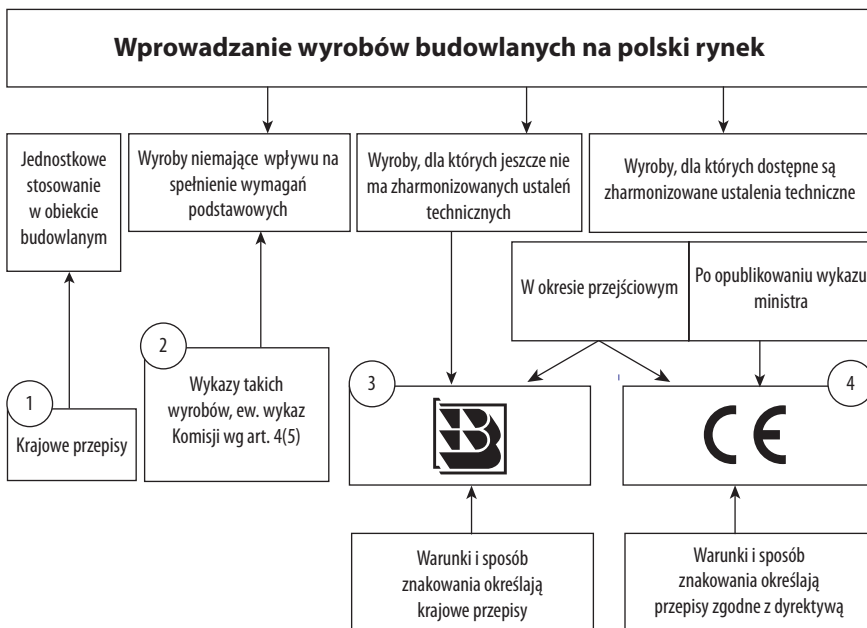 Wprowadzanie wyrobów budowlanych na polski rynek
Jednostkowe
stosowanie
w obiekcie
budowlanym
Wyroby niemające wpływu na
spełnienie wymagań
podstawowych
Wyroby, dla których jeszcze nie
ma zharmonizowanych ustaleń
technicznych
Wyroby, dla których dostępne są
zharmonizowane ustalenia techniczne
W okresie przejściowym
Po opublikowaniu wykazu
ministra
1
Krajowe przepisy
2
Wykazy takich
wyrobów, ew. wykaz
Komisji wg art. 4(5)
3
B
4
CE
Warunki i sposób
znakowania określają
krajowe przepisy
Warunki i sposób
znakowania określają
przepisy zgodne z dyrektywą